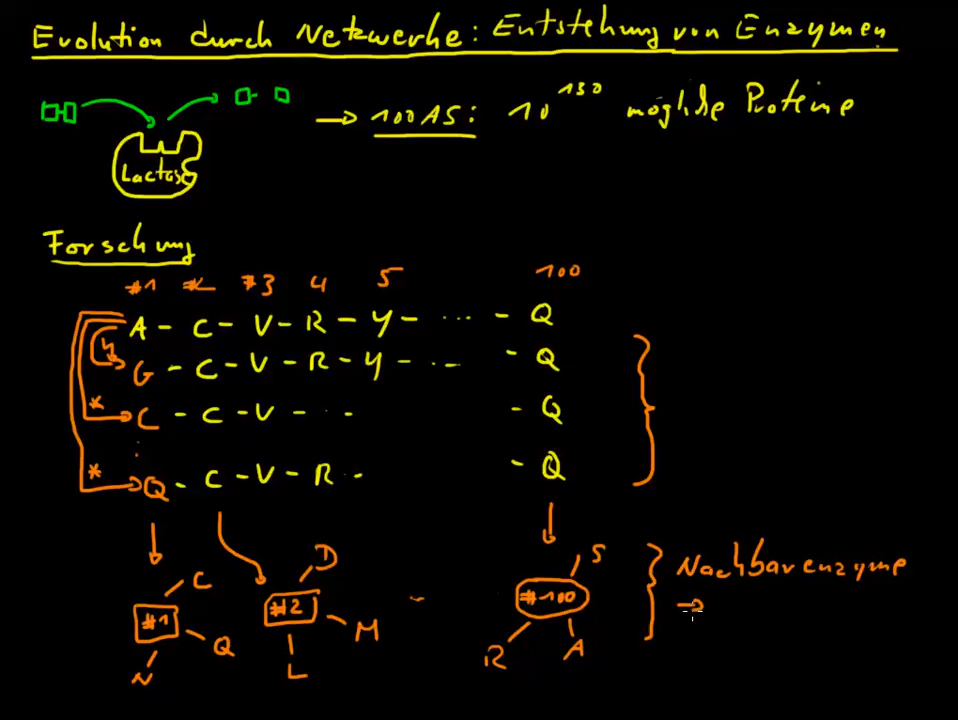 Evolution durch Netzwerke: Entstehung von Enzymen
→ 100 AS: 10^130 mögliche Proteine
Lactase
Forschung
#1 #2 #3 4 5 100
A - C - V - R - Y - ... - Q
G - C - V - R - Y - ... - Q
* C - C - V - ... - Q
* Q - C - V - R - ... - Q
#1 C Q N
#2 D M L
#100 S A R
Nachbarenzyme
→